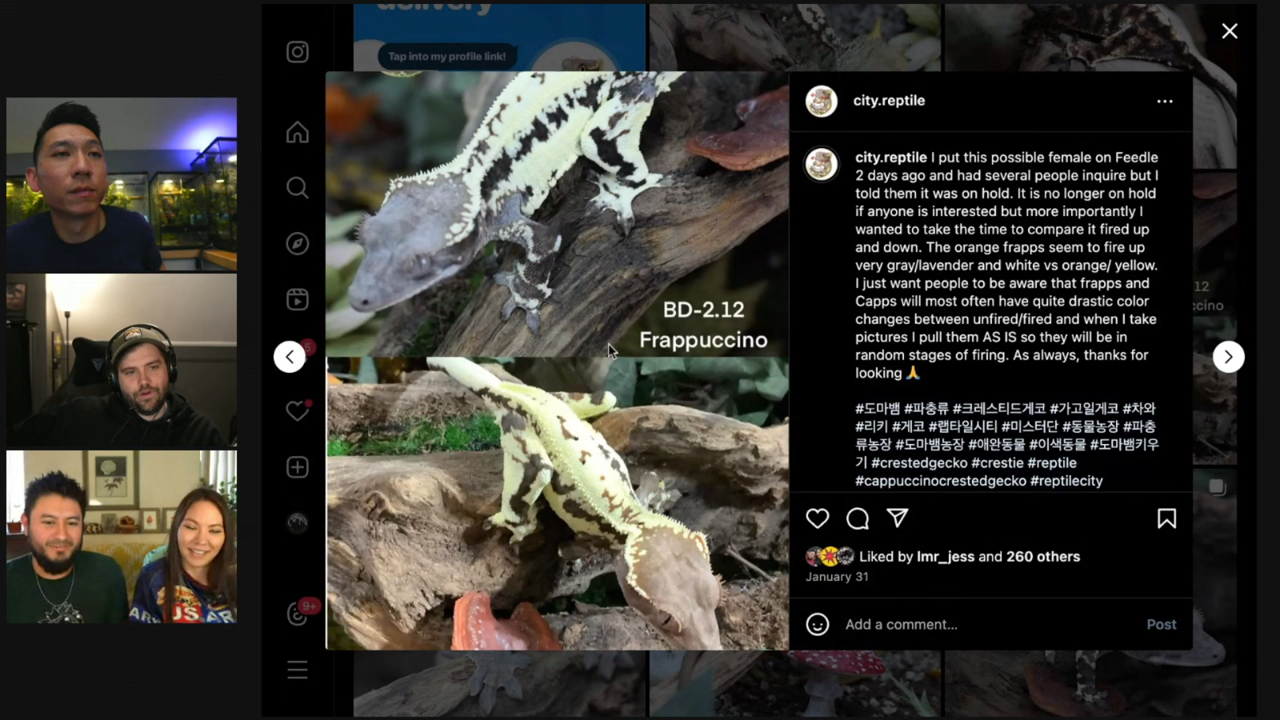 delivery
Tap into my profile link!
BD-2.12
Frappuccino
city.reptile
city.reptile I put this possible female on Feedle
2 days ago and had several people inquire but I
told them it was on hold. It is no longer on hold
if anyone is interested but more importantly I
wanted to take the time to compare it fired up
and down. The orange frapps seem to fire up
very gray/lavender and white vs orange/ yellow.
I just want people to be aware that frapps and
Capps will most often have quite drastic color
changes between unfired/fired and when I take
pictures I pull them AS IS so they will be in
random stages of firing. As always, thanks for
looking 🙏
#도마뱀 #파충류 #크레스티드게코 #가고일게코 #차와
#리키 #게코 #랩타일시티 #미스터단 #동물농장 #파충
류농장 #도마뱀농장 #애완동물 #이색동물 #도마뱀키우
기 #crestedgecko #crestie #reptile
#cappuccinocrestedgecko #reptilecity
Liked by lmr_jess and 260 others
January 31
Add a comment...
Post
9+